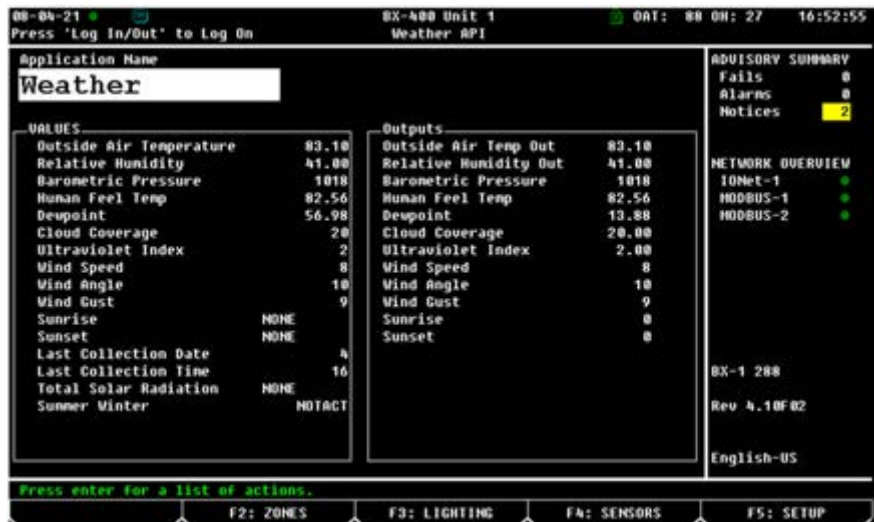 08-04-21 BX-400 Unit 1 OAT: 88 OH: 27 16:52:55
Press 'Log In/Out' to Log On Weather API
Application Name
Weather
ADVISORY SUMMARY
Fails 0
Alarms 0
Notices 2
NETWORK OVERVIEW
IONet-1
MODBUS-1
MODBUS-2
BX-1 288
Rev 4.10F02
English-US
VALUES
Outside Air Temperature 83.10
Relative Humidity 41.00
Barometric Pressure 1018
Human Feel Temp 82.56
Dewpoint 56.98
Cloud Coverage 20
Ultraviolet Index 2
Wind Speed 8
Wind Angle 10
Wind Gust 9
Sunrise NONE
Sunset NONE
Last Collection Date 4
Last Collection Time 16
Total Solar Radiation NONE
Summer Winter NOTACT
Outputs
Outside Air Temp Out 83.10
Relative Humidity Out 41.00
Barometric Pressure 1018
Human Feel Temp 82.56
Dewpoint 13.88
Cloud Coverage 20.00
Ultraviolet Index 2.00
Wind Speed 8
Wind Angle 10
Wind Gust 9
Sunrise 0
Sunset 0
Press enter for a list of actions.
F2: ZONES F3: LIGHTING F4: SENSORS F5: SETUP